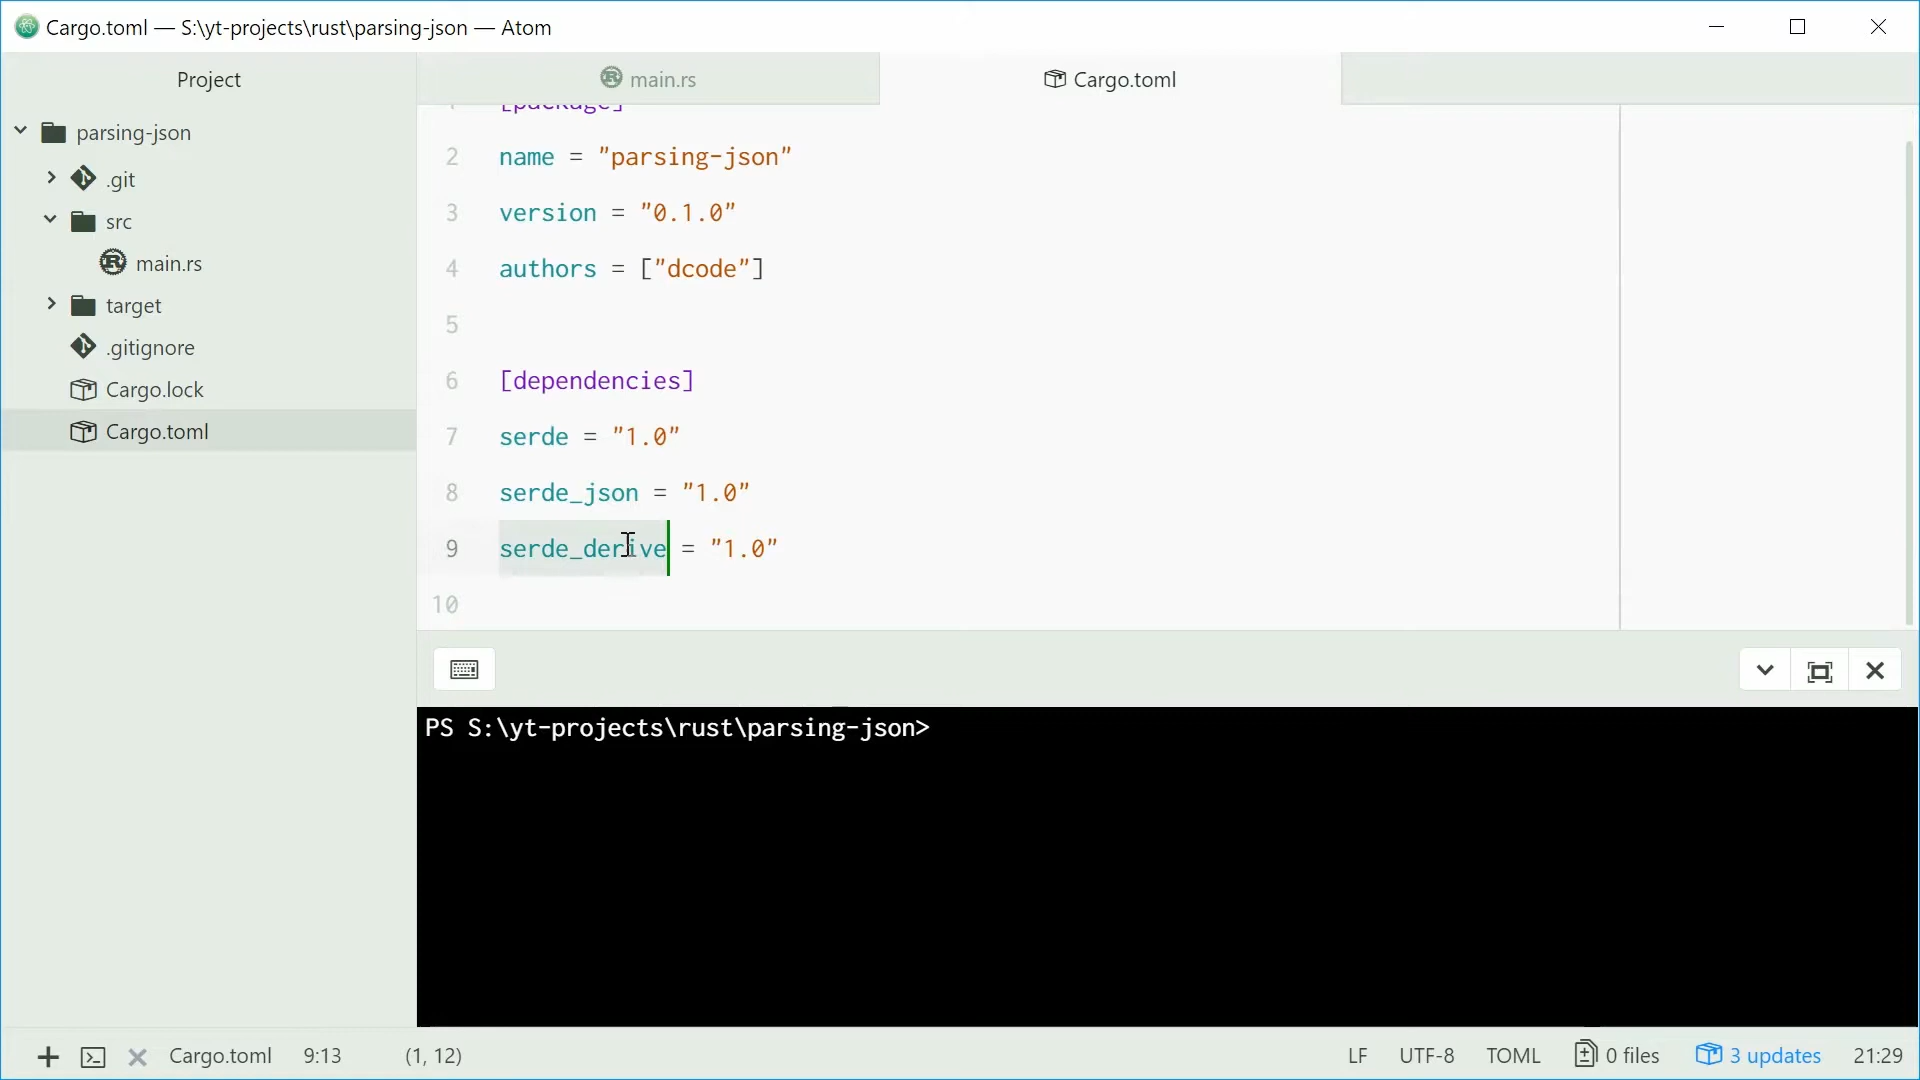 Cargo.toml — S:\yt-projects\rust\parsing-json — Atom
Project
main.rs
Cargo.toml
parsing-json
.git
src
main.rs
target
.gitignore
Cargo.lock
Cargo.toml
1 [package]
2 name = "parsing-json"
3 version = "0.1.0"
4 authors = ["dcode"]
5
6 [dependencies]
7 serde = "1.0"
8 serde_json = "1.0"
9 serde_derive = "1.0"
10
PS S:\yt-projects\rust\parsing-json>
Cargo.toml 9:13 (1, 12) LF UTF-8 TOML 0 files 3 updates 21:29